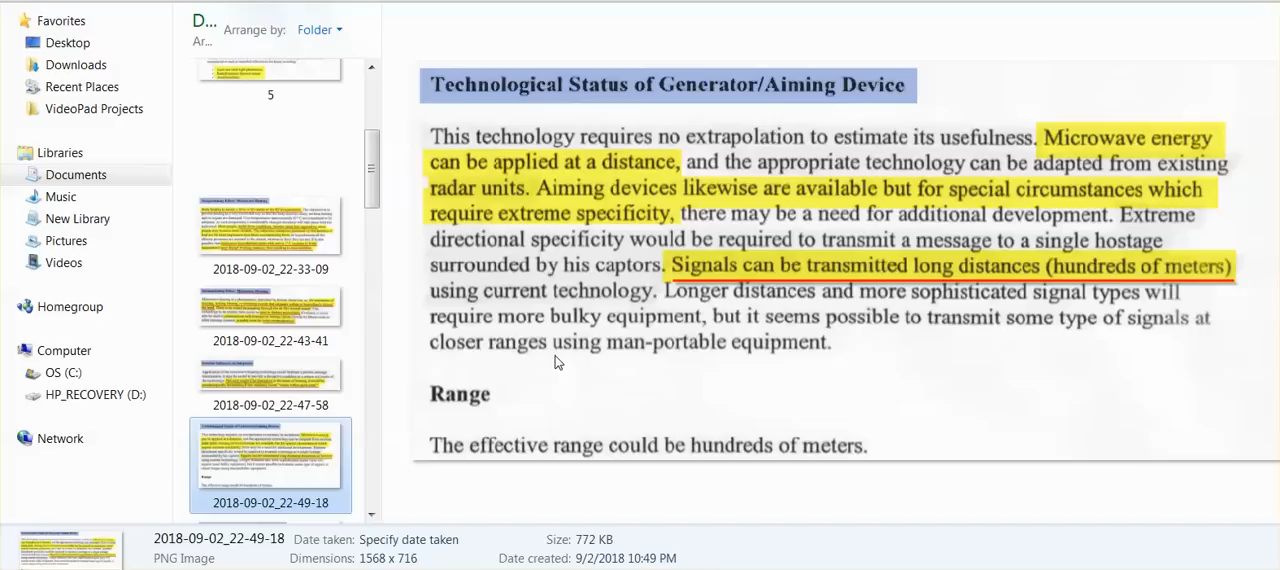 Favorites
Desktop
Downloads
Recent Places
VideoPad Projects
Libraries
Documents
Music
New Library
Pictures
Videos
Homegroup
Computer
OS (C:)
HP_RECOVERY (D:)
Network
D...
Ar...
Arrange by: Folder
5
2018-09-02_22-33-09
2018-09-02_22-43-41
2018-09-02_22-47-58
2018-09-02_22-49-18
Technological Status of Generator/Aiming Device
This technology requires no extrapolation to estimate its usefulness. Microwave energy
can be applied at a distance, and the appropriate technology can be adapted from existing
radar units. Aiming devices likewise are available but for special circumstances which
require extreme specificity, there may be a need for additional development. Extreme
directional specificity would be required to transmit a message to a single hostage
surrounded by his captors. Signals can be transmitted long distances (hundreds of meters)
using current technology. Longer distances and more sophisticated signal types will
require more bulky equipment, but it seems possible to transmit some type of signals at
closer ranges using man-portable equipment.
Range
The effective range could be hundreds of meters.
2018-09-02_22-49-18 Date taken: Specify date taken Size: 772 KB
PNG Image Dimensions: 1568 x 716 Date created: 9/2/2018 10:49 PM